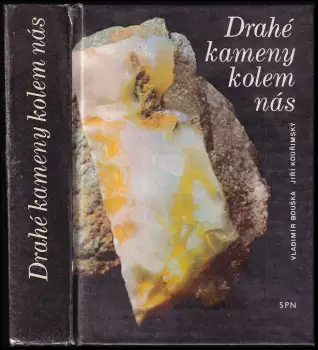 Drahé kameny kolem nás
Drahé
kameny
kolem
nás
VLADIMÍR BOUŠKA JIŘÍ KOUŘIMSKÝ
SPN